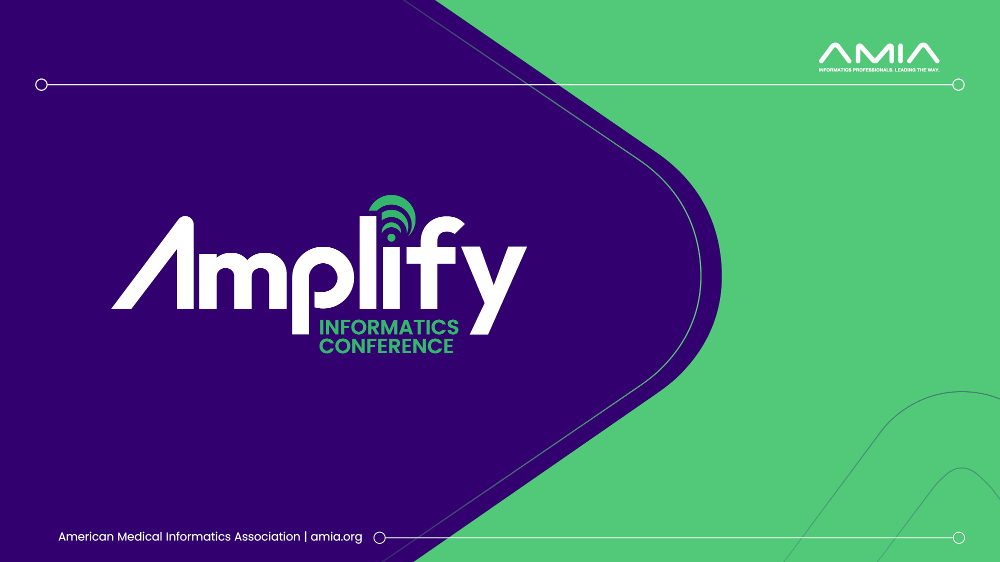 AMIA
INFORMATICS PROFESSIONALS. LEADING THE WAY.
Amplify
INFORMATICS
CONFERENCE
American Medical Informatics Association | amia.org